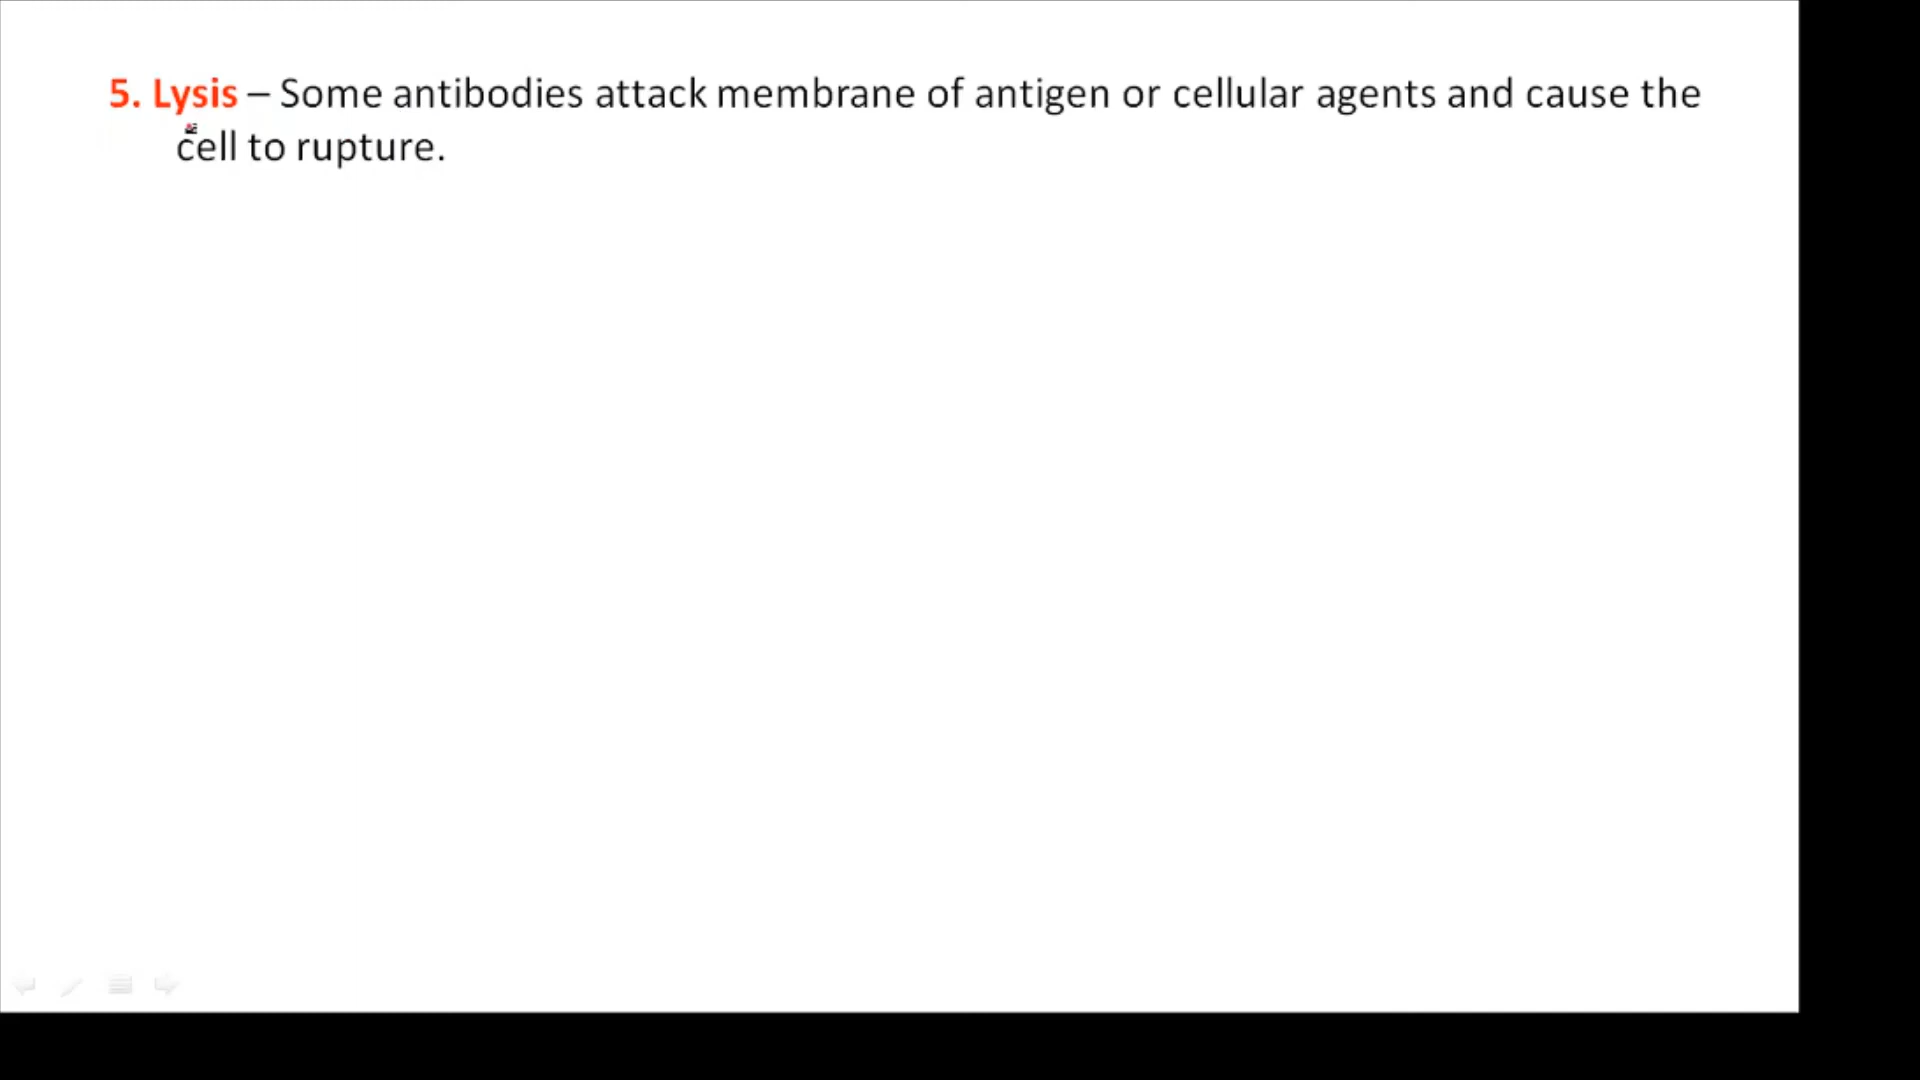 5. Lysis – Some antibodies attack membrane of antigen or cellular agents and cause the
cell to rupture.